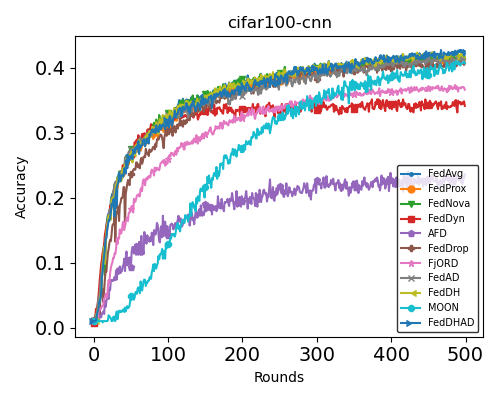 cifar100-cnn
Accuracy
0.4
0.3
0.2
0.1
0.0
FedAvg
FedProx
FedNova
FedDyn
AFD
FedDrop
FjORD
FedAD
FedDH
MOON
FedDHAD
0 100 200 300 400 500
Rounds